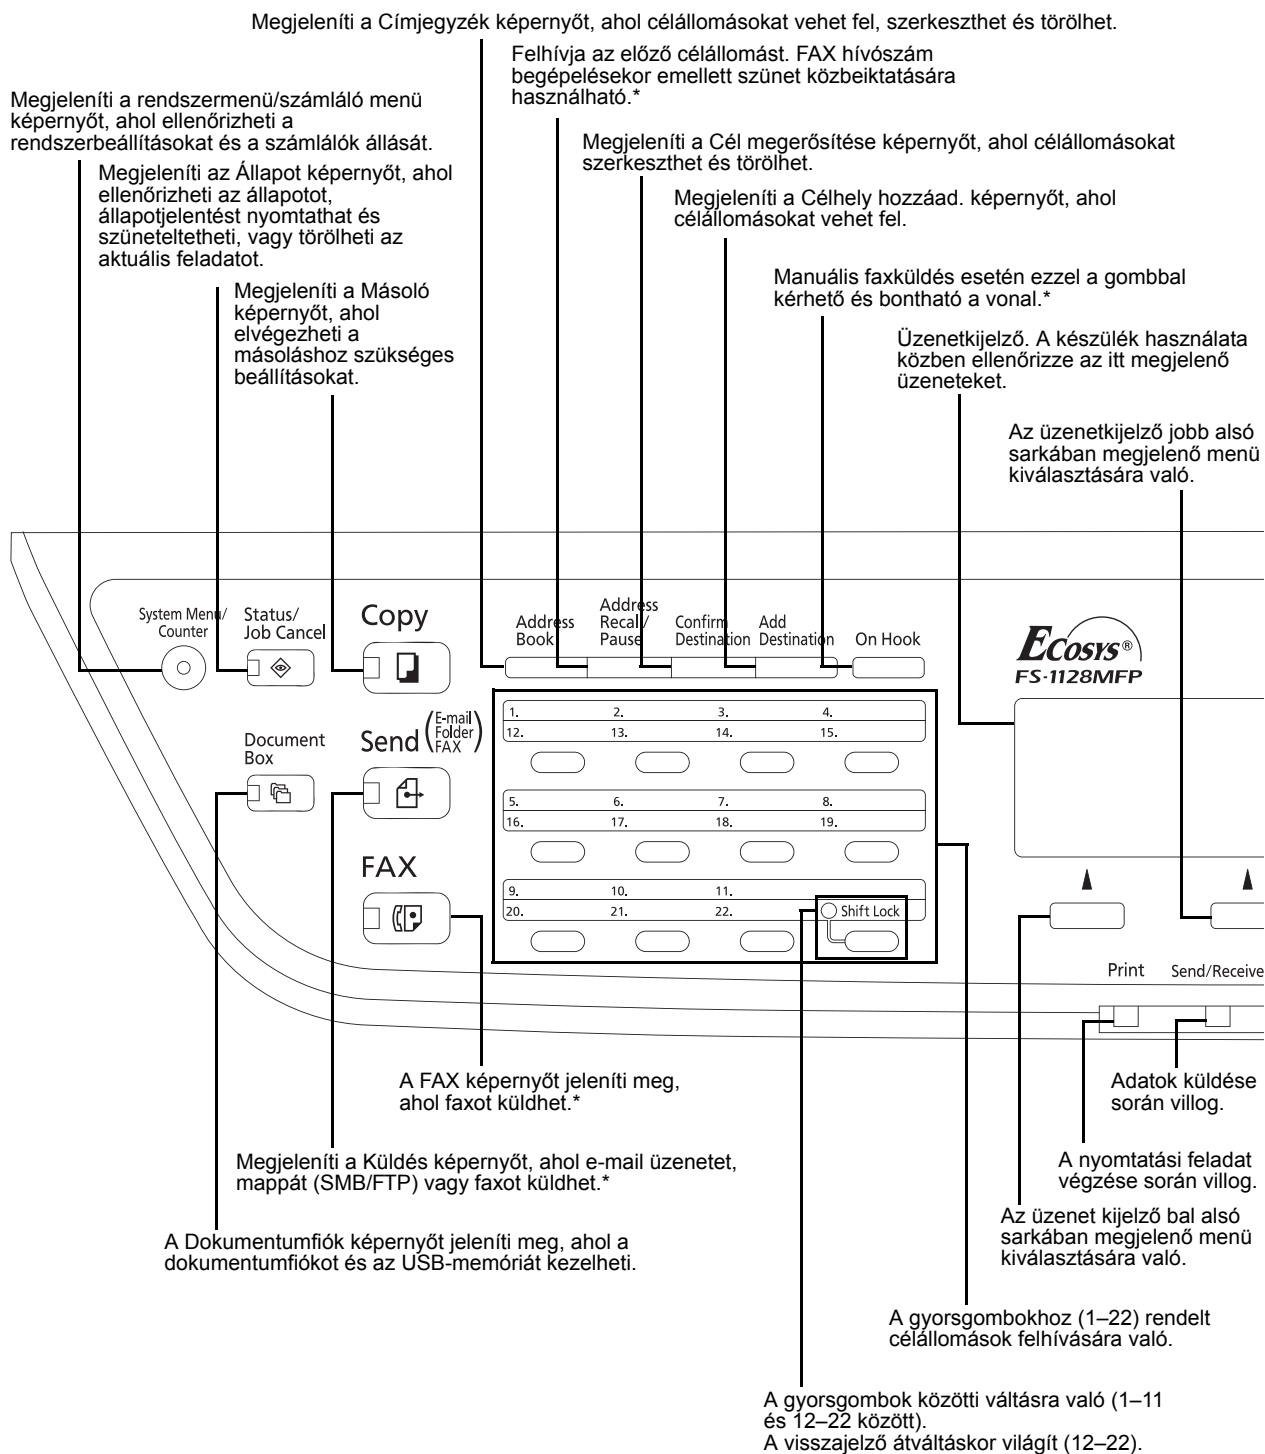 Megjeleníti a Címjegyzék képernyőt, ahol célállomásokat vehet fel, szerkeszthet és törölhet.
Felhívja az előző célállomást. FAX hívószám
begépelésekor emellett szünet közbeiktatására
használható.*
Megjeleníti a rendszermenü/számláló menü
képernyőt, ahol ellenőrizheti a
rendszerbeállításokat és a számlálók állását.
Megjeleníti a Cél megerősítése képernyőt, ahol célállomásokat
szerkeszthet és törölhet.
Megjeleníti az Állapot képernyőt, ahol
ellenőrizheti az állapotot,
állapotjelentést nyomtathat és
szüneteltetheti, vagy törölheti az
aktuális feladatot.
Megjeleníti a Célhely hozzáad. képernyőt, ahol
célállomásokat vehet fel.
Megjeleníti a Másoló
képernyőt, ahol
elvégezheti a
másoláshoz szükséges
beállításokat.
Manuális faxküldés esetén ezzel a gombbal
kérhető és bontható a vonal.*
Üzenetkijelző. A készülék használata
közben ellenőrizze az itt megjelenő
üzeneteket.
Az üzenetkijelző jobb alsó
sarkában megjelenő menü
kiválasztására való.
System Menu/
Counter
Status/
Job Cancel
Copy
Address
Book
Address
Recall/
Pause
Confirm
Destination
Add
Destination
On Hook
ECOSYS®
FS-1128MFP
Document
Box
Send
(E-mail
Folder
FAX)
FAX
1. 2. 3. 4.
12. 13. 14. 15.
5. 6. 7. 8.
16. 17. 18. 19.
9. 10. 11.
20. 21. 22.
Shift Lock
Print
Send/Receive
A FAX képernyőt jeleníti meg,
ahol faxot küldhet.*
Adatok küldése
során villog.
Megjeleníti a Küldés képernyőt, ahol e-mail üzenetet,
mappát (SMB/FTP) vagy faxot küldhet.*
A nyomtatási feladat
végzése során villog.
A Dokumentumfiók képernyőt jeleníti meg, ahol a
dokumentumfiókot és az USB-memóriát kezelheti.
Az üzenet kijelző bal alsó
sarkában megjelenő menü
kiválasztására való.
A gyorsgombokhoz (1–22) rendelt
célállomások felhívására való.
A gyorsgombok közötti váltásra való (1–11
és 12–22 között).
A visszajelző átváltáskor világít (12–22).